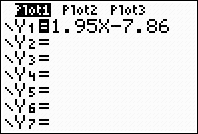 Plot1 Plot2 Plot3
\Y₁=1.95X-7.86
\Y₂=
\Y₃=
\Y₄=
\Y₅=
\Y₆=
\Y₇=